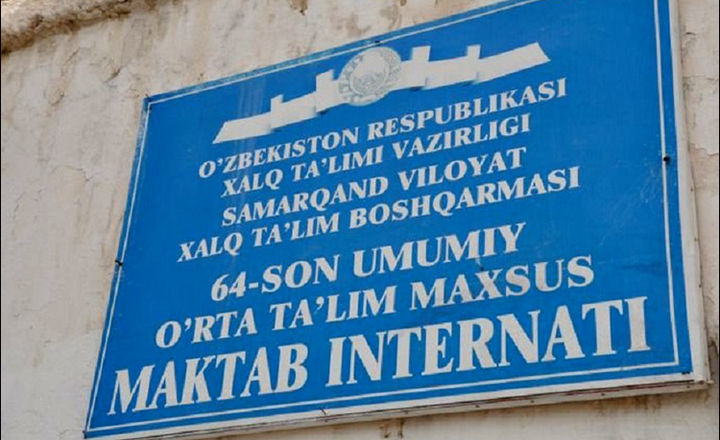 O'ZBEKISTON RESPUBLIKASI
XALQ TA'LIMI VAZIRLIGI
SAMARQAND VILOYAT
XALQ TA'LIM BOSHQARMASI
64-SON UMUMIY
O'RTA TA'LIM MAXSUS
MAKTAB INTERNATI